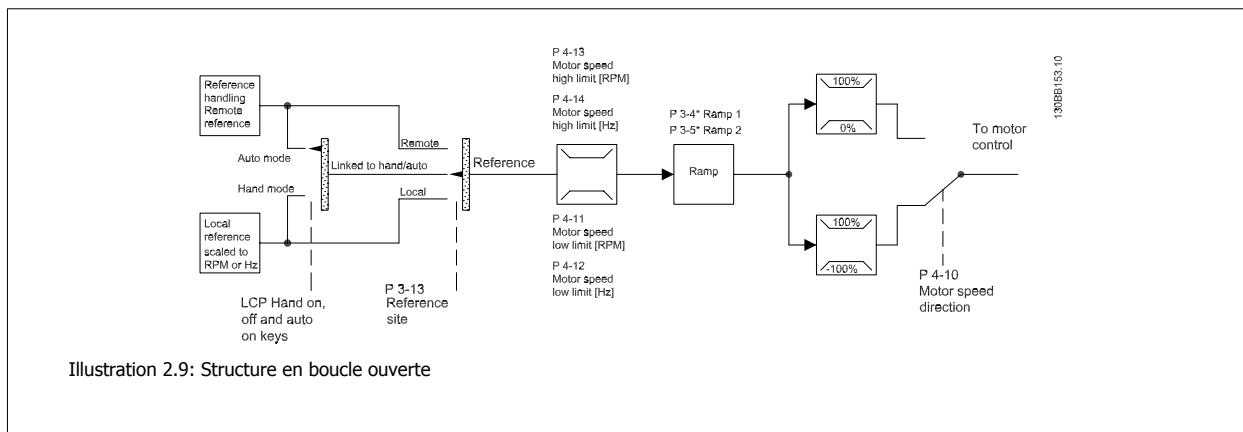 Reference
handling
Remote
reference
Auto mode
Hand mode
Local
reference
scaled to
RPM or Hz
LCP Hand on,
off and auto
on keys
Linked to hand/auto
Remote
Local
P 3-13
Reference
site
Reference
P 4-13
Motor speed
high limit [RPM]
P 4-14
Motor speed
high limit [Hz]
P 4-11
Motor speed
low limit [RPM]
P 4-12
Motor speed
low limit [Hz]
P 3-4* Ramp 1
P 3-5* Ramp 2
Ramp
100%
0%
100%
-100%
To motor
control
P 4-10
Motor speed
direction
130BB153.10
Illustration 2.9: Structure en boucle ouverte